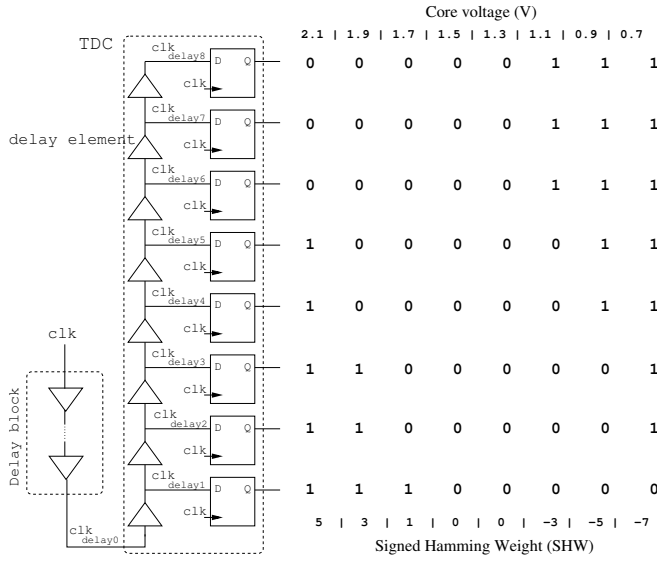 Core voltage (V)
2.1 | 1.9 | 1.7 | 1.5 | 1.3 | 1.1 | 0.9 | 0.7
TDC
clk delay8 D Q 0 0 0 0 0 1 1 1
clk
clk delay7 D Q 0 0 0 0 0 1 1 1
delay element
clk
clk delay6 D Q 0 0 0 0 0 1 1 1
clk
clk delay5 D Q 1 0 0 0 0 0 1 1
clk
clk delay4 D Q 1 0 0 0 0 0 1 1
clk
clk
clk delay3 D Q 1 1 0 0 0 0 0 1
clk
clk delay2 D Q 1 1 0 0 0 0 0 1
clk
Delay block
clk delay1 D Q 1 1 1 0 0 0 0 0
clk
clk delay0
5 | 3 | 1 | 0 | 0 | −3 | −5 | −7
Signed Hamming Weight (SHW)